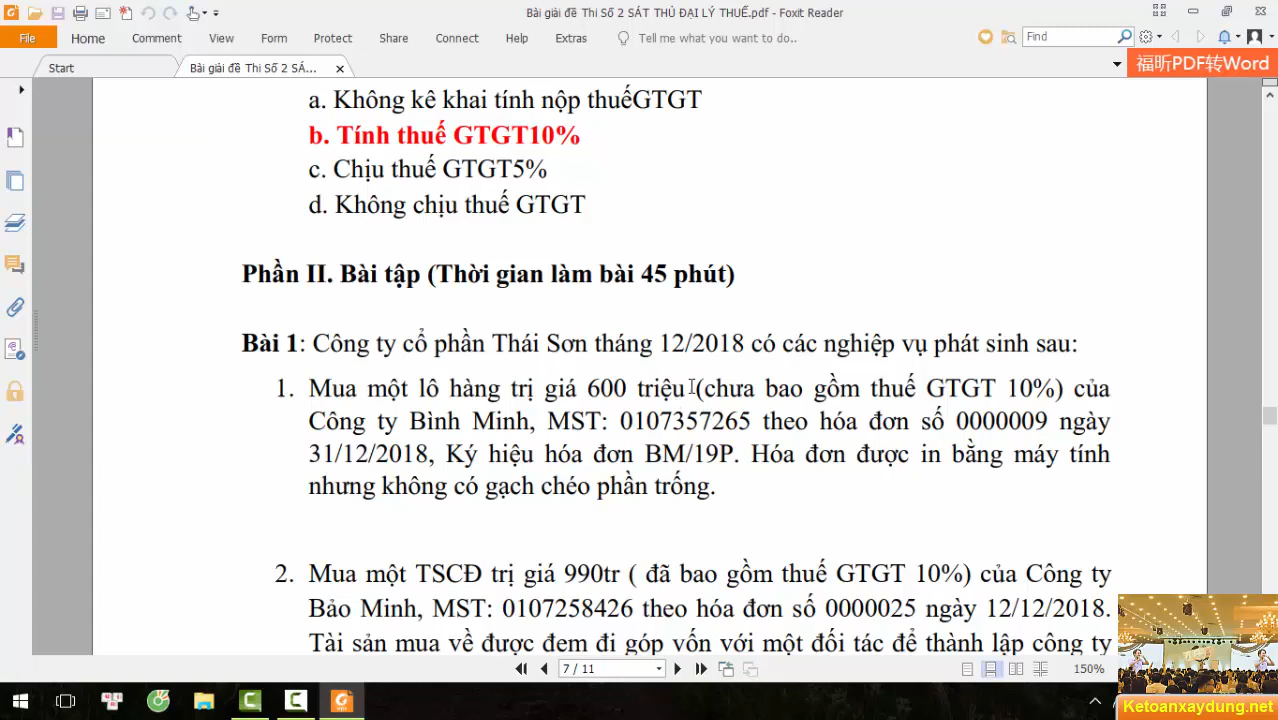 Bài giải đề Thi Số 2 SÁT THỦ ĐẠI LÝ THUẾ.pdf - Foxit Reader
File Home Comment View Form Protect Share Connect Help Extras Tell me what you want to do.. Find
Start Bài giải đề Thi Số 2 SÁ... 福昕PDF转Word
a. Không kê khai tính nộp thuếGTGT
b. Tính thuế GTGT10%
c. Chịu thuế GTGT5%
d. Không chịu thuế GTGT
Phần II. Bài tập (Thời gian làm bài 45 phút)
Bài 1: Công ty cổ phần Thái Sơn tháng 12/2018 có các nghiệp vụ phát sinh sau:
1. Mua một lô hàng trị giá 600 triệu (chưa bao gồm thuế GTGT 10%) của
Công ty Bình Minh, MST: 0107357265 theo hóa đơn số 0000009 ngày
31/12/2018, Ký hiệu hóa đơn BM/19P. Hóa đơn được in bằng máy tính
nhưng không có gạch chéo phần trống.
2. Mua một TSCĐ trị giá 990tr ( đã bao gồm thuế GTGT 10%) của Công ty
Bảo Minh, MST: 0107258426 theo hóa đơn số 0000025 ngày 12/12/2018.
Tài sản mua về được đem đi góp vốn với một đối tác để thành lập công ty
7 / 11 150%
Ketoanxaydung.net